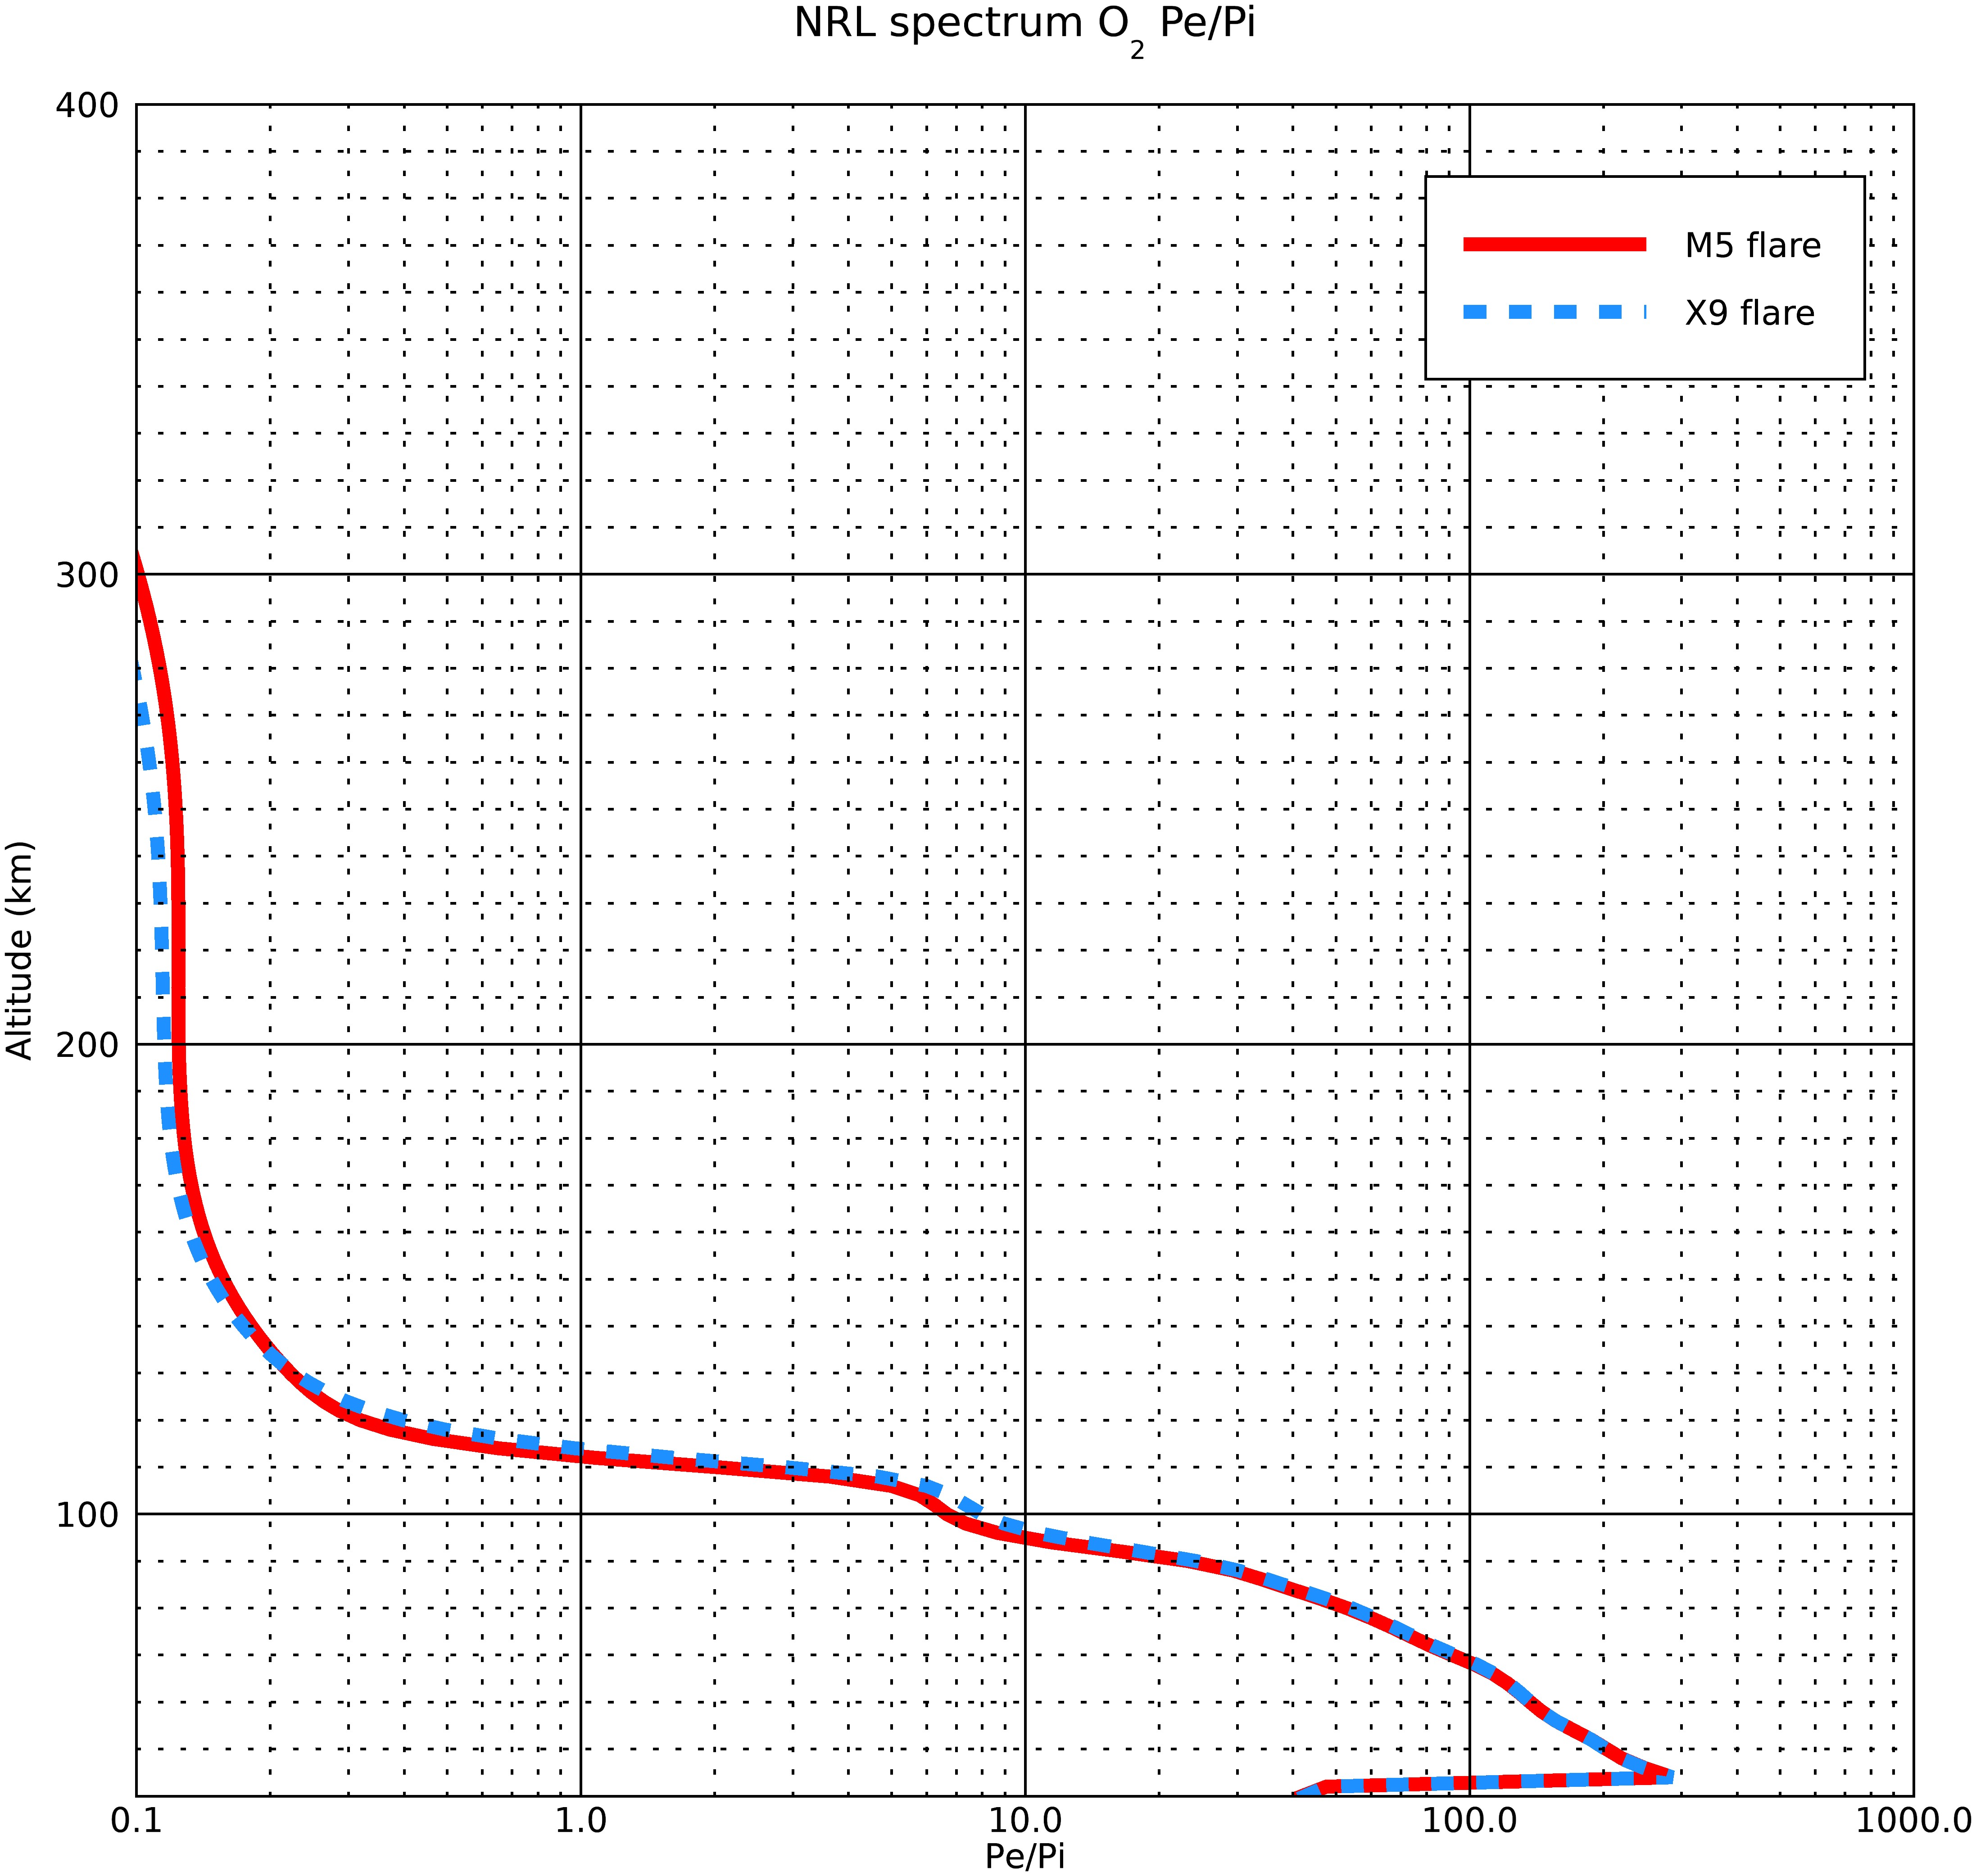 NRL spectrum O2 Pe/Pi
400
M5 flare
X9 flare
300
Altitude (km)
200
100
0.1 1.0 10.0 100.0 1000.0
Pe/Pi